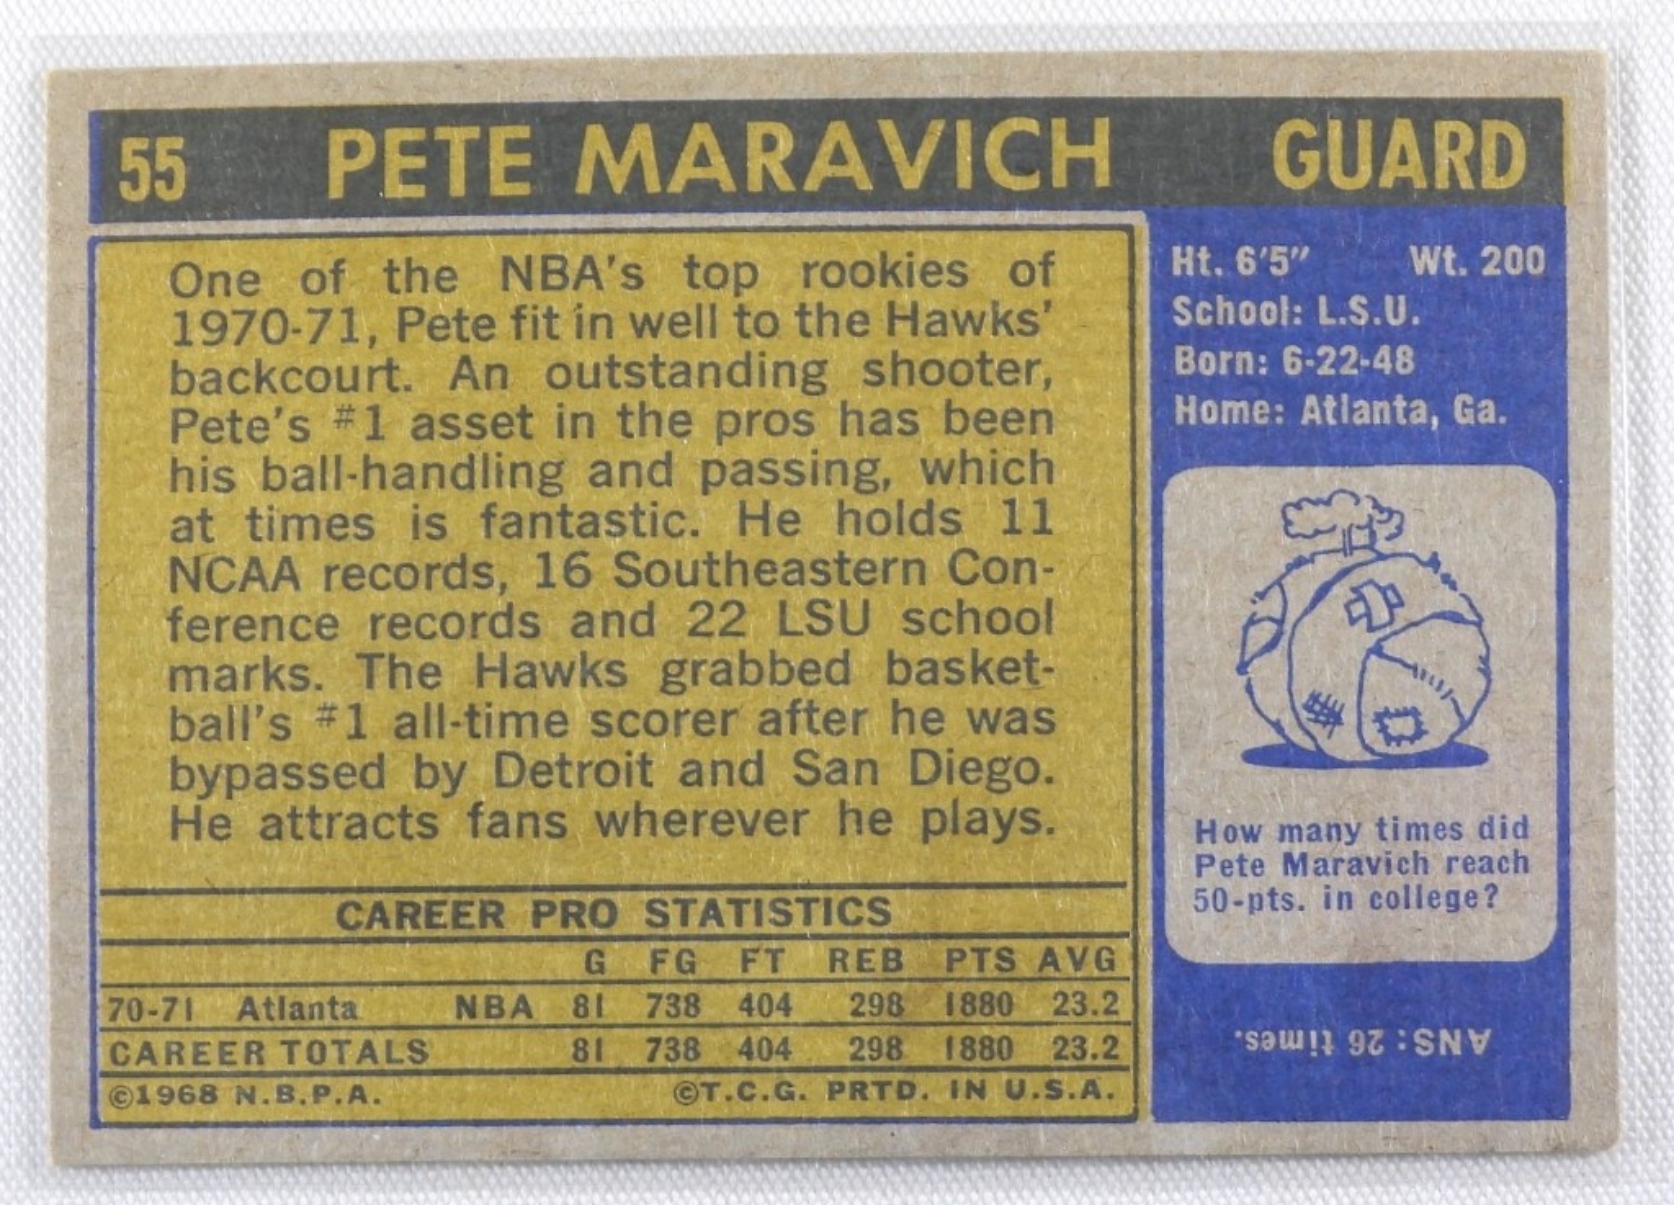 55 PETE MARAVICH GUARD
One of the NBA's top rookies of
1970-71, Pete fit in well to the Hawks'
backcourt. An outstanding shooter,
Pete's #1 asset in the pros has been
his ball-handling and passing, which
at times is fantastic. He holds 11
NCAA records, 16 Southeastern Con-
ference records and 22 LSU school
marks. The Hawks grabbed basket-
ball's #1 all-time scorer after he was
bypassed by Detroit and San Diego.
He attracts fans wherever he plays.
CAREER PRO STATISTICS
G FG FT REB PTS AVG
70-71 Atlanta NBA 81 738 404 298 1880 23.2
CAREER TOTALS 81 738 404 298 1880 23.2
©1968 N.B.P.A. ©T.C.G. PRTD. IN U.S.A.
Ht. 6'5" Wt. 200
School: L.S.U.
Born: 6-22-48
Home: Atlanta, Ga.
How many times did
Pete Maravich reach
50-pts. in college?
ANS: 26 times.